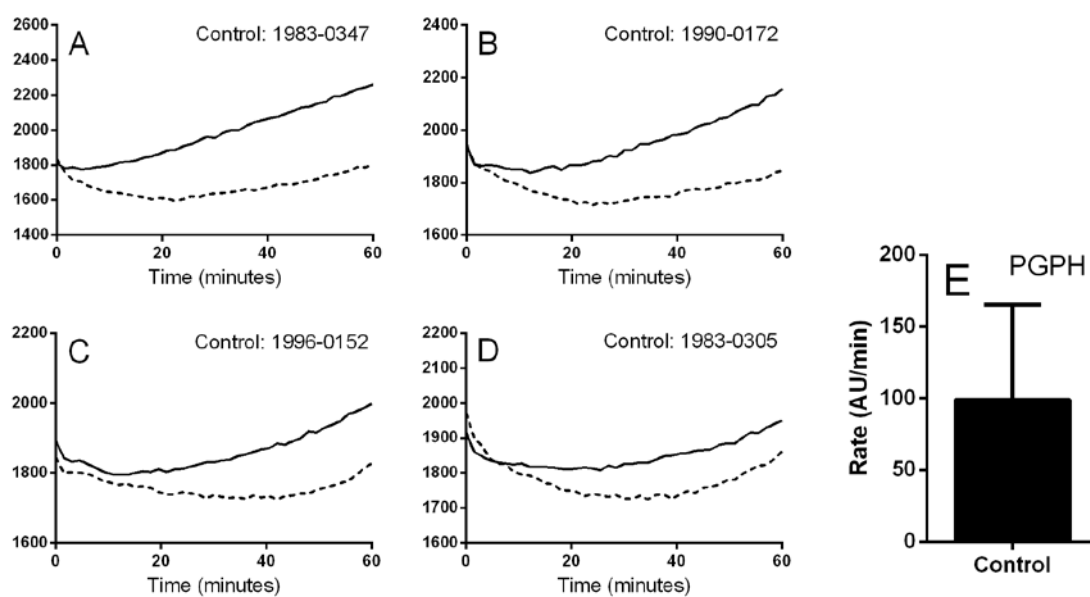 A
Control: 1983-0347
2600
2400
2200
2000
1800
1600
1400
0
20
40
60
Time (minutes)
B
Control: 1990-0172
2400
2200
2000
1800
1600
0
20
40
60
Time (minutes)
C
Control: 1996-0152
2200
2000
1800
1600
0
20
40
60
Time (minutes)
D
Control: 1983-0305
2200
2100
2000
1900
1800
1700
1600
0
20
40
60
Time (minutes)
E
PGPH
Rate (AU/min)
200
150
100
50
0
Control